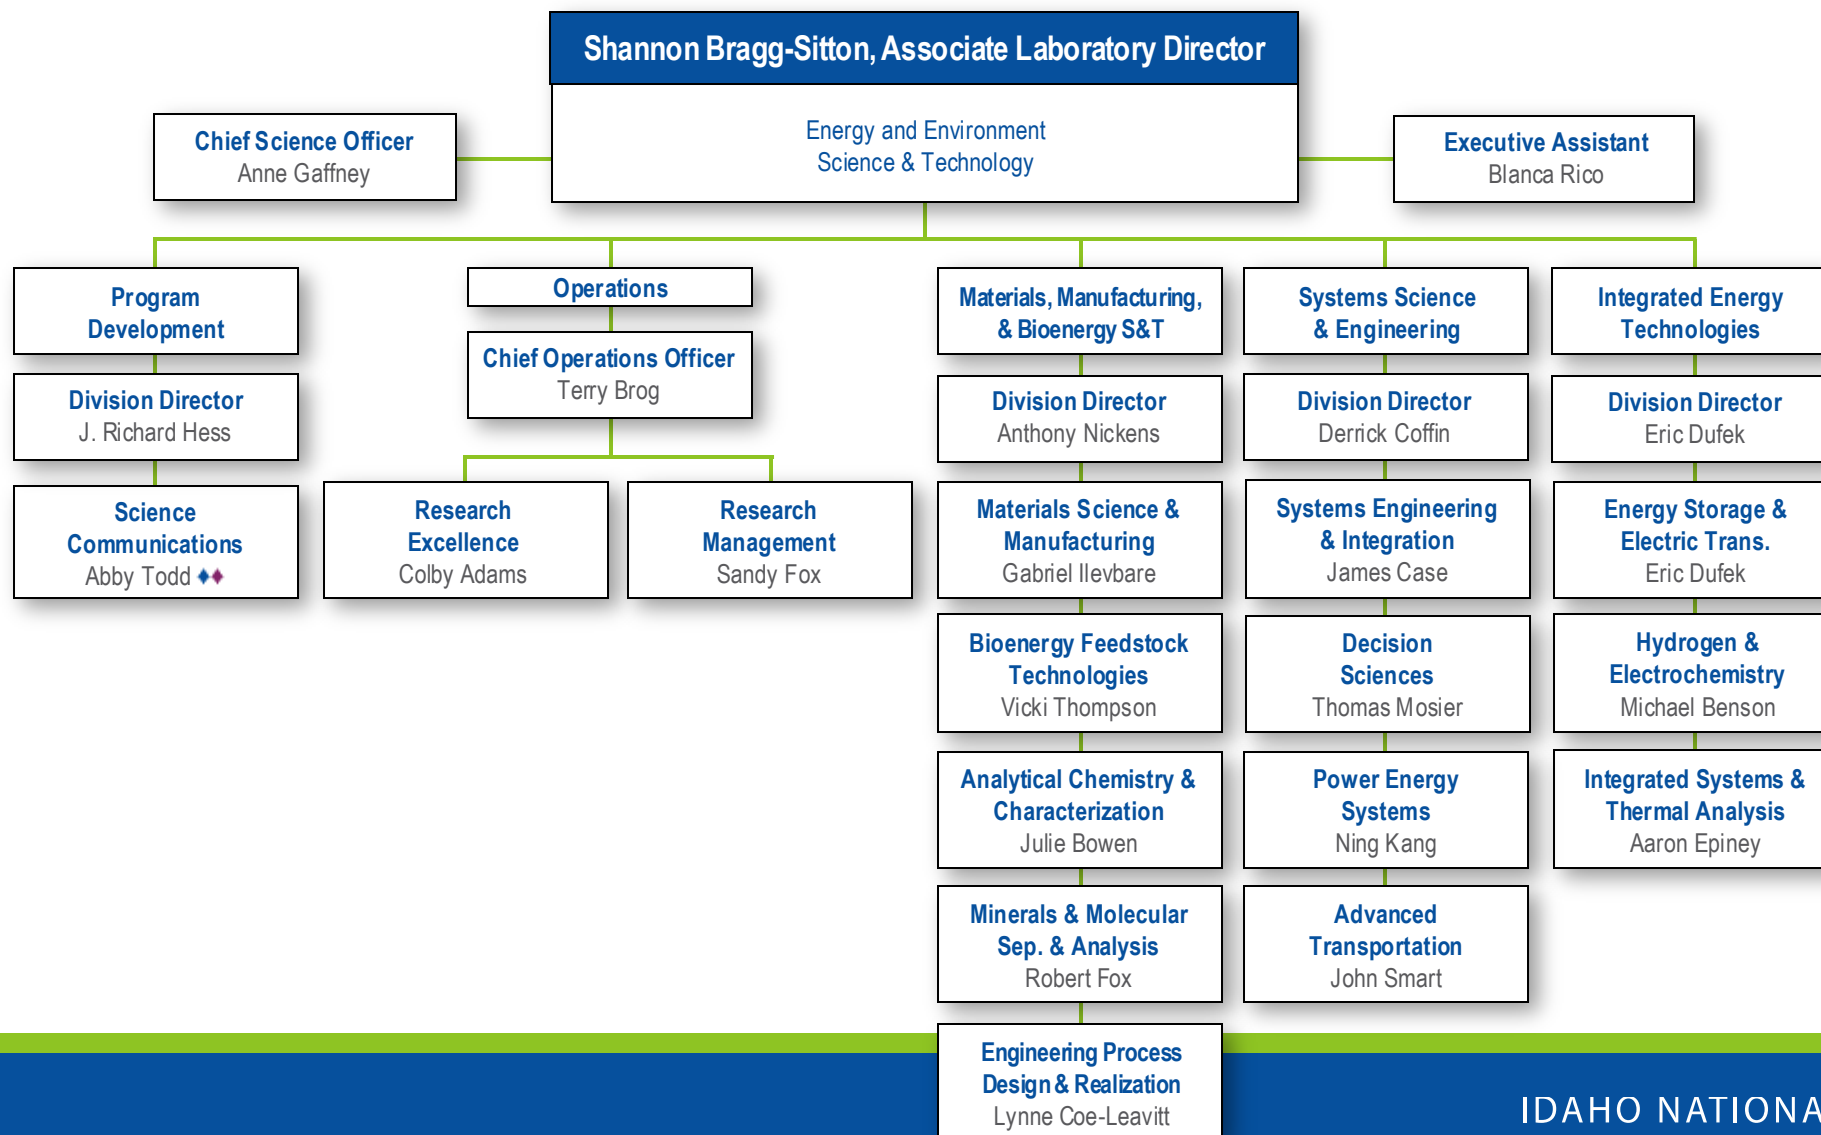 Shannon Bragg-Sitton, Associate Laboratory Director
Energy and Environment
Science & Technology
Chief Science Officer
Anne Gaffney
Executive Assistant
Blanca Rico
Program
Development
Division Director
J. Richard Hess
Science
Communications
Abby Todd
Operations
Chief Operations Officer
Terry Brog
Research
Excellence
Colby Adams
Research
Management
Sandy Fox
Materials, Manufacturing,
& Bioenergy S&T
Division Director
Anthony Nickens
Materials Science &
Manufacturing
Gabriel Ilevbare
Bioenergy Feedstock
Technologies
Vicki Thompson
Analytical Chemistry &
Characterization
Julie Bowen
Minerals & Molecular
Sep. & Analysis
Robert Fox
Engineering Process
Design & Realization
Lynne Coe-Leavitt
Systems Science
& Engineering
Division Director
Derrick Coffin
Systems Engineering
& Integration
James Case
Decision
Sciences
Thomas Mosier
Power Energy
Systems
Ning Kang
Advanced
Transportation
John Smart
Integrated Energy
Technologies
Division Director
Eric Dufek
Energy Storage &
Electric Trans.
Eric Dufek
Hydrogen &
Electrochemistry
Michael Benson
Integrated Systems &
Thermal Analysis
Aaron Epiney
IDAHO NATIONA